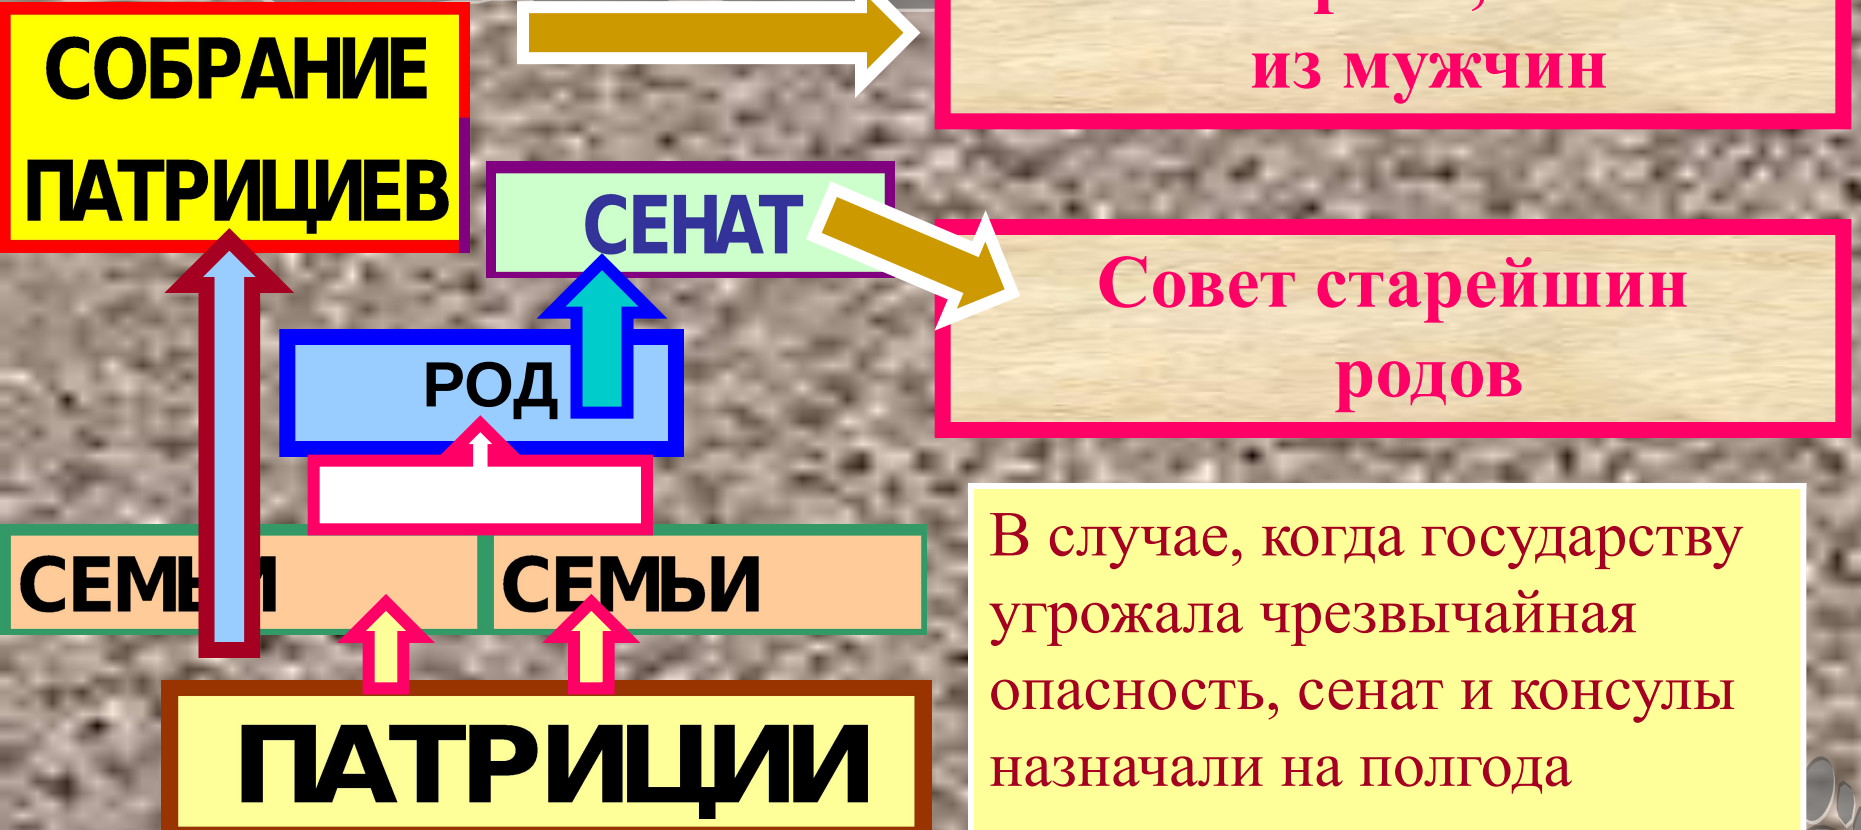 СОБРАНИЕ
ПАТРИЦИЕВ
из мужчин
СЕНАТ
Совет старейшин
родов
РОД
СЕМЬИ
СЕМЬИ
ПАТРИЦИИ
В случае, когда государству
угрожала чрезвычайная
опасность, сенат и консулы
назначали на полгода